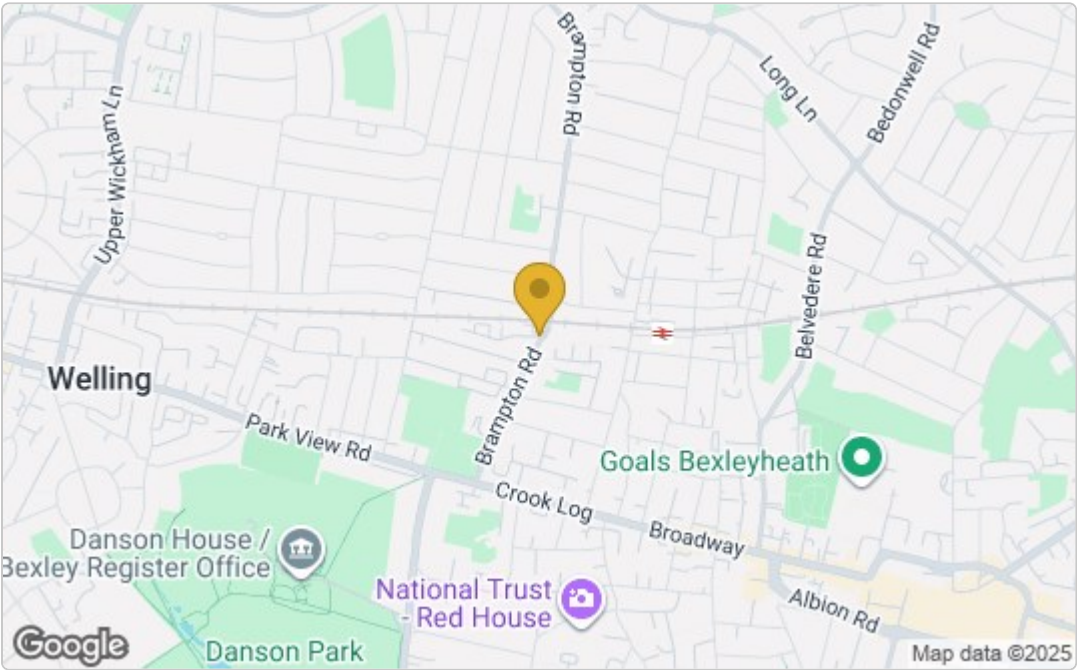 Brampton Rd
Long Ln
Bedonwell Rd
Upper Wickham Ln
Belvedere Rd
Welling
Brampton Rd
Park View Rd
Goals Bexleyheath
Crook Log
Broadway
Danson House /
Bexley Register Office
National Trust
- Red House
Albion Rd
Danson Park
Google
Map data ©2025